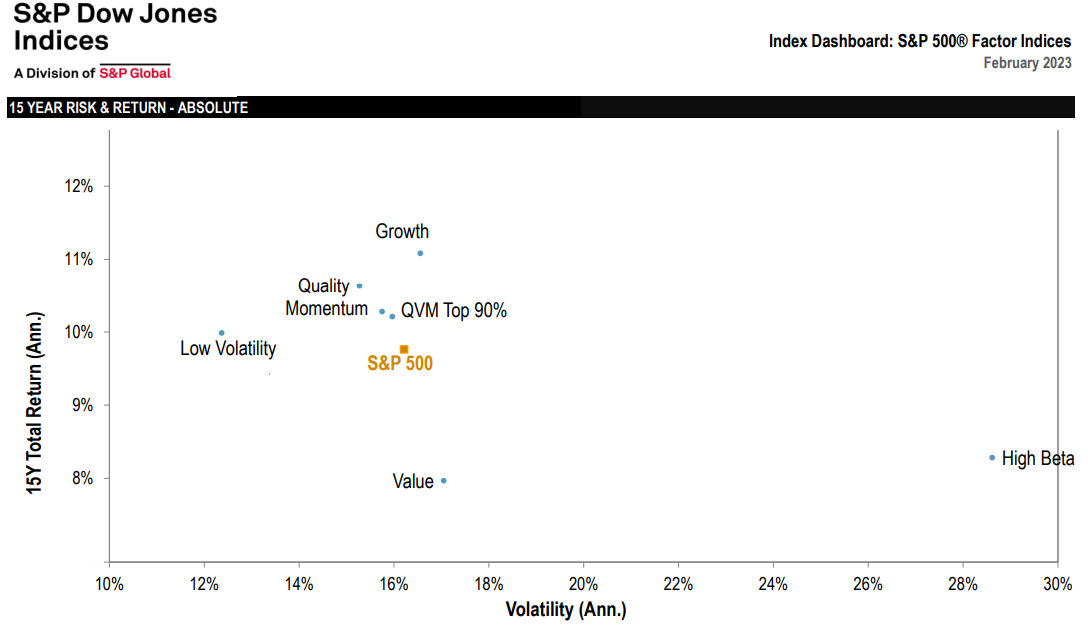 S&P Dow Jones
Indices
A Division of S&P Global
Index Dashboard: S&P 500® Factor Indices
February 2023
15 YEAR RISK & RETURN - ABSOLUTE
15Y Total Return (Ann.)
12%
11%
10%
9%
8%
Growth
Quality
Momentum
QVM Top 90%
Low Volatility
S&P 500
High Beta
Value
10%
12%
14%
16%
18%
20%
22%
24%
26%
28%
30%
Volatility (Ann.)